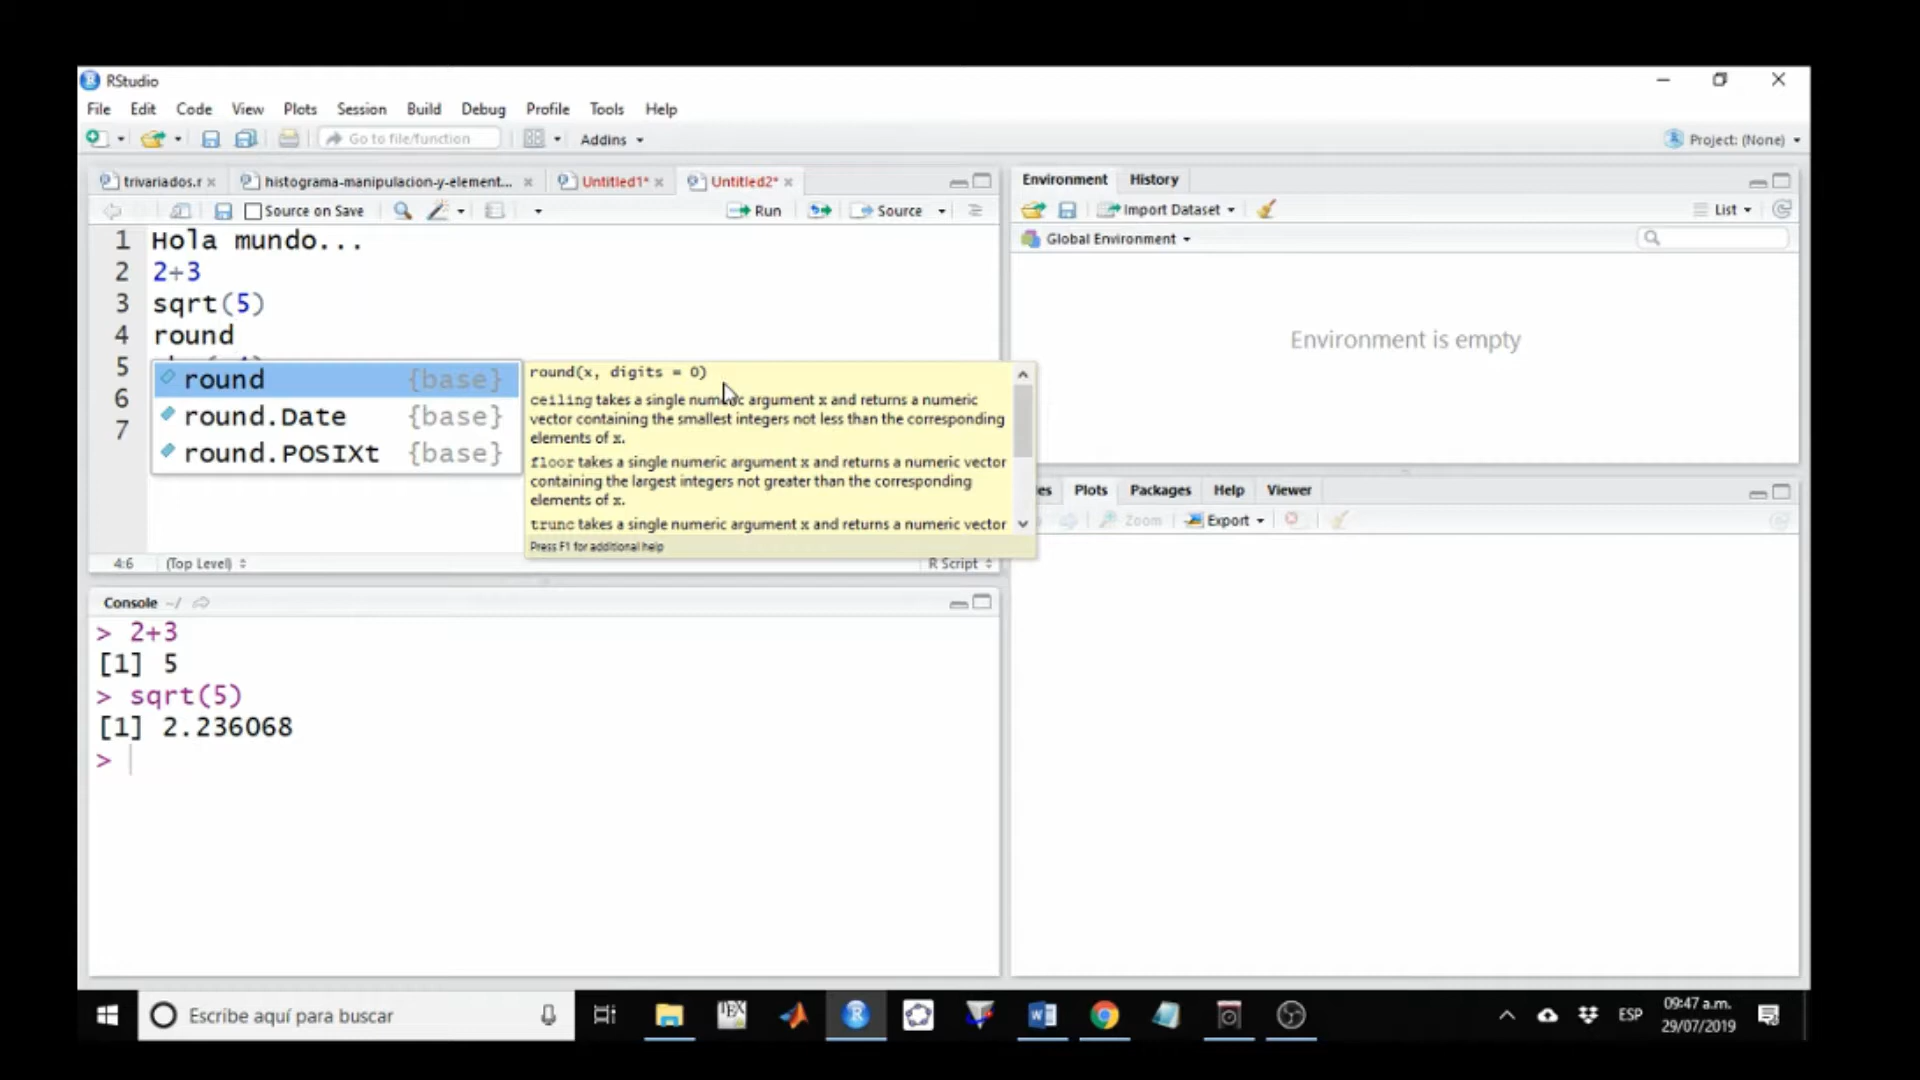 RStudio
File Edit Code View Plots Session Build Debug Profile Tools Help
Go to file/function Addins Project: (None)
trivariados.r histograma-manipulacion-y-element... Untitled1* Untitled2*
Source on Save Run Source
1 Hola mundo...
2 2+3
3 sqrt(5)
4 round
5
6
7
round {base}
round.Date {base}
round.POSIXt {base}
round(x, digits = 0)
ceiling takes a single numeric argument x and returns a numeric
vector containing the smallest integers not less than the corresponding
elements of x.
floor takes a single numeric argument x and returns a numeric vector
containing the largest integers not greater than the corresponding
elements of x.
trunc takes a single numeric argument x and returns a numeric vector
Press F1 for additional help
4:6 (Top Level) R Script
Console ~/
> 2+3
[1] 5
> sqrt(5)
[1] 2.236068
>
Environment History
Import Dataset List
Global Environment
Environment is empty
Plots Packages Help Viewer
Zoom Export
Escribe aquí para buscar
TEX
ESP
09:47 a.m.
29/07/2019